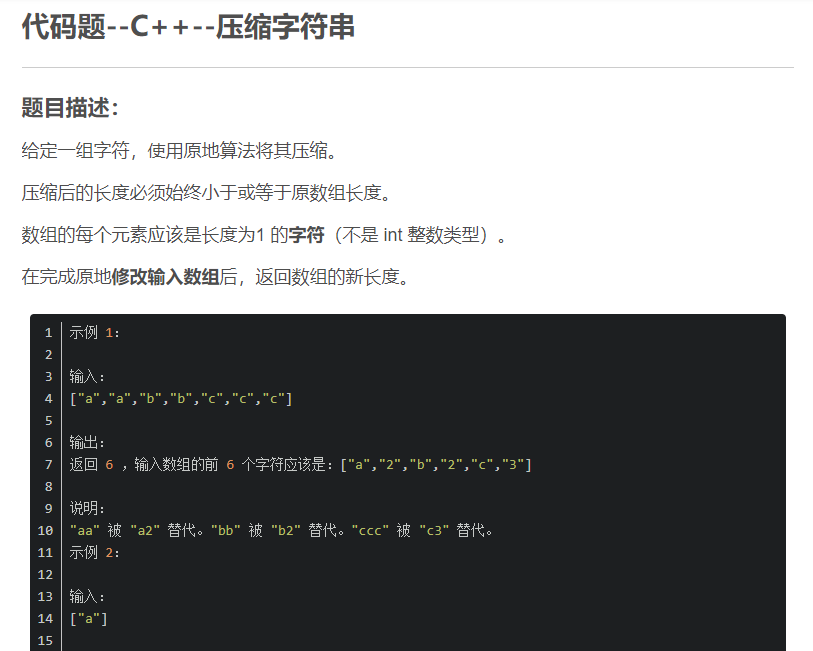 代码题--C++--压缩字符串
题目描述：
给定一组字符，使用原地算法将其压缩。
压缩后的长度必须始终小于或等于原数组长度。
数组的每个元素应该是长度为1 的字符（不是 int 整数类型）。
在完成原地修改输入数组后，返回数组的新长度。
1 示例 1：
2
3 输入：
4 ["a","a","b","b","c","c","c"]
5
6 输出：
7 返回 6 ，输入数组的前 6 个字符应该是：["a","2","b","2","c","3"]
8
9 说明：
10 "aa" 被 "a2" 替代。"bb" 被 "b2" 替代。"ccc" 被 "c3" 替代。
11 示例 2：
12
13 输入：
14 ["a"]
15